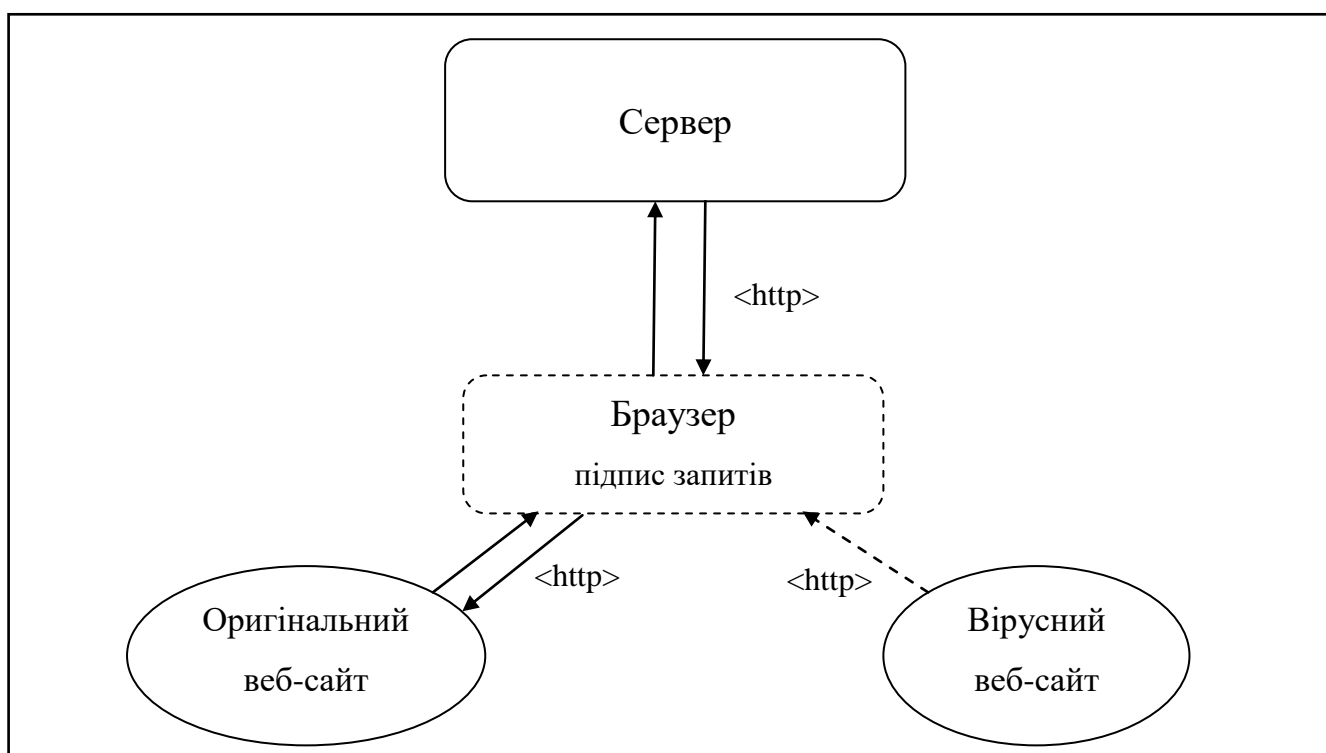 Сервер
<http>
Браузер
підпис запитів
<http>
<http>
Оригінальний
веб-сайт
Вірусний
веб-сайт